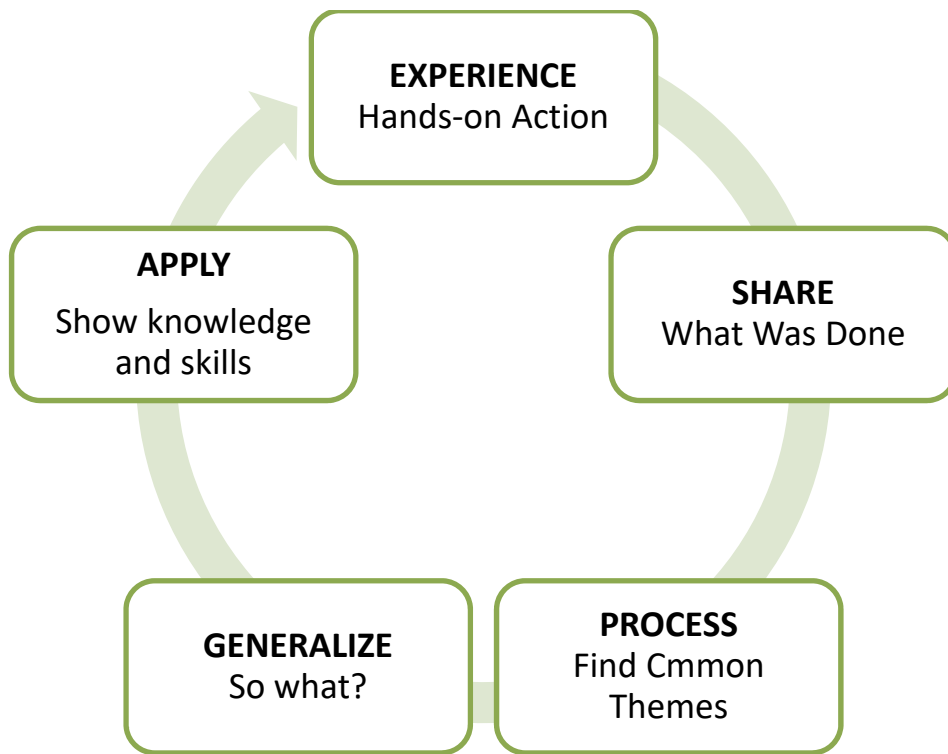 EXPERIENCE
Hands-on Action
SHARE
What Was Done
PROCESS
Find Cmmon
Themes
GENERALIZE
So what?
APPLY
Show knowledge
and skills